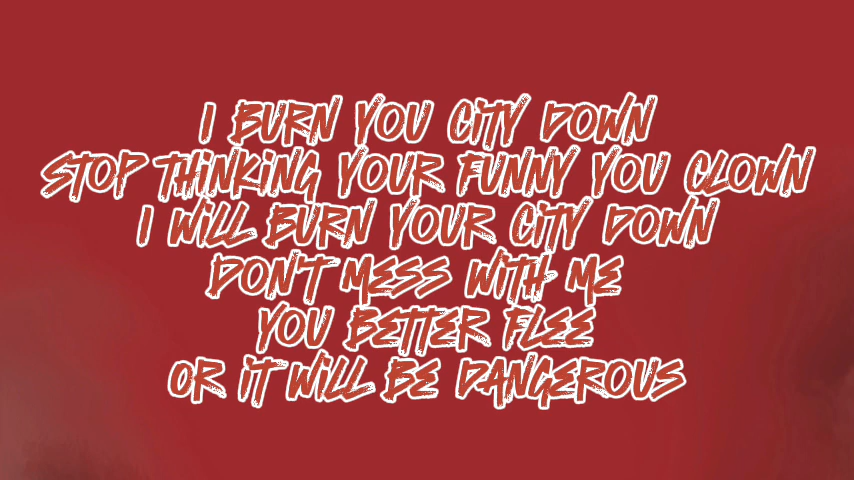 I BURN YOU CITY DOWN
STOP THINKING YOUR FUNNY YOU CLOWN
I WILL BURN YOUR CITY DOWN
DON'T MESS WITH ME
YOU BETTER FLEE
OR IT WILL BE DANGEROUS